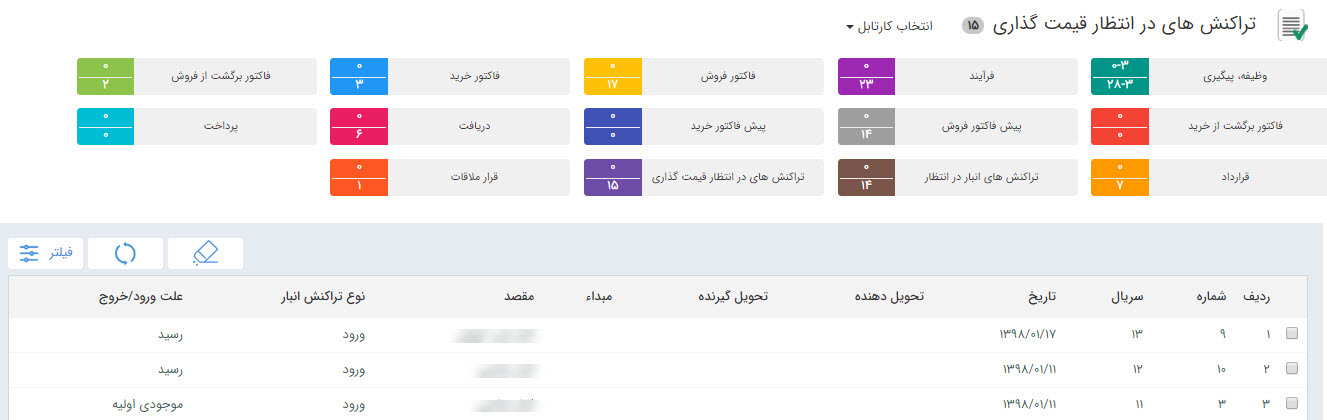 تراکنش های در انتظار قیمت گذاری ۱۵ انتخاب کارتابل
وظیفه، پیگیری ۰-۳ ۲۸-۳ فرآیند ۰ ۲۳ فاکتور فروش ۰ ۱۷ فاکتور خرید ۰ ۳ فاکتور برگشت از فروش ۰ ۲
فاکتور برگشت از خرید ۰ ۰ پیش فاکتور فروش ۰ ۱۴ پیش فاکتور خرید ۰ ۰ دریافت ۰ ۶ پرداخت ۰ ۰
قرارداد ۰ ۷ تراکنش های انبار در انتظار ۰ ۱۴ تراکنش های در انتظار قیمت گذاری ۰ ۱۵ قرار ملاقات ۰ ۱
فیلتر
ردیف شماره سریال تاریخ تحویل دهنده تحویل گیرنده مبداء مقصد نوع تراکنش انبار علت ورود/خروج
۱ ۹ ۱۳ ۱۳۹۸/۰۱/۱۷ ورود رسید
۲ ۱۰ ۱۲ ۱۳۹۸/۰۱/۱۱ ورود رسید
۳ ۳ ۱۱ ۱۳۹۸/۰۱/۱۱ ورود موجودی اولیه